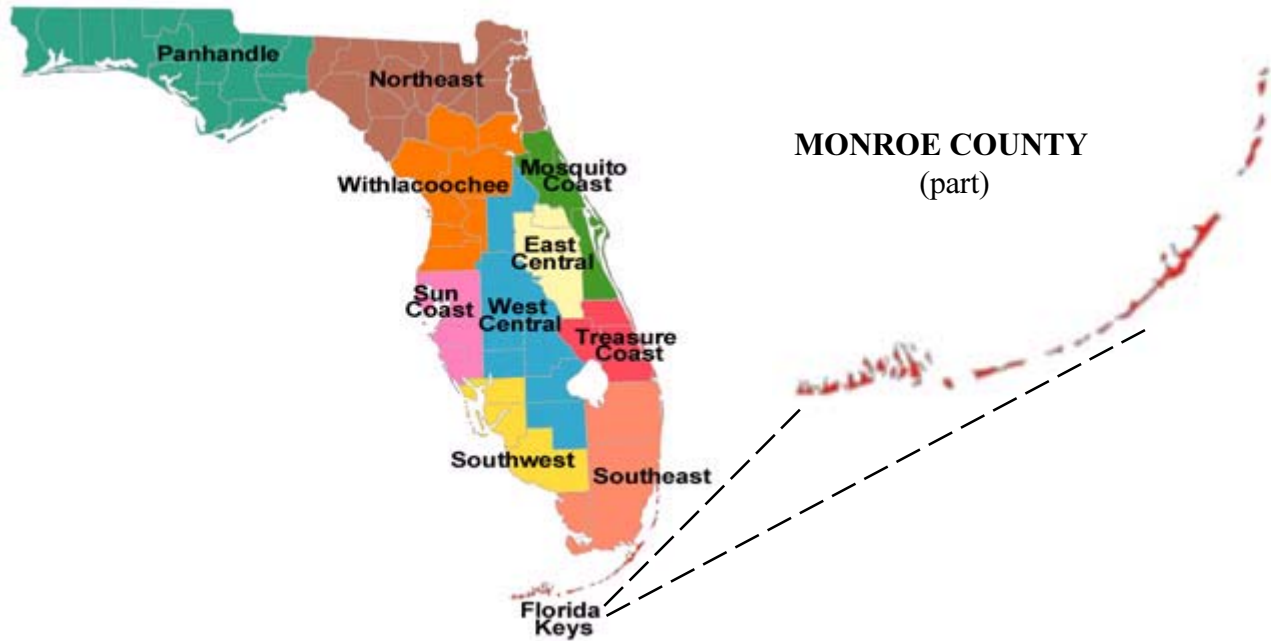 Panhandle
Northeast
MONROE COUNTY
(part)
Mosquito
Coast
Withlacoochee
East
Central
Sun
Coast
West
Central
Treasure
Coast
Southwest
Southeast
Florida
Keys